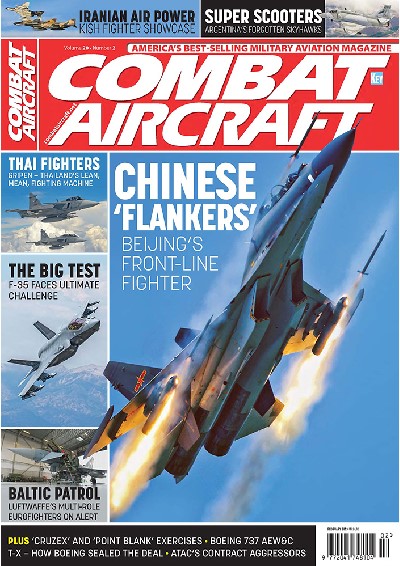 IRANIAN AIR POWER
KISH FIGHTER SHOWCASE
SUPER SCOOTERS
ARGENTINA'S FORGOTTEN SKYHAWKS
AMERICA'S BEST-SELLING MILITARY AVIATION MAGAZINE
COMBAT
AIRCRAFT
COMBAT
AIRCRAFT
THAI FIGHTERS
GRIPEN – THAILAND'S LEAN,
MEAN, FIGHTING MACHINE
CHINESE
'FLANKERS'
BEIJING'S
FRONT-LINE
FIGHTER
THE BIG TEST
F-35 FACES ULTIMATE
CHALLENGE
BALTIC PATROL
LUFTWAFFE'S MULTI-ROLE
EUROFIGHTERS ON ALERT
PLUS 'CRUZEX' AND 'POINT BLANK' EXERCISES • BOEING 737 AEW&C
T-X – HOW BOEING SEALED THE DEAL • ATAC'S CONTRACT AGGRESSORS